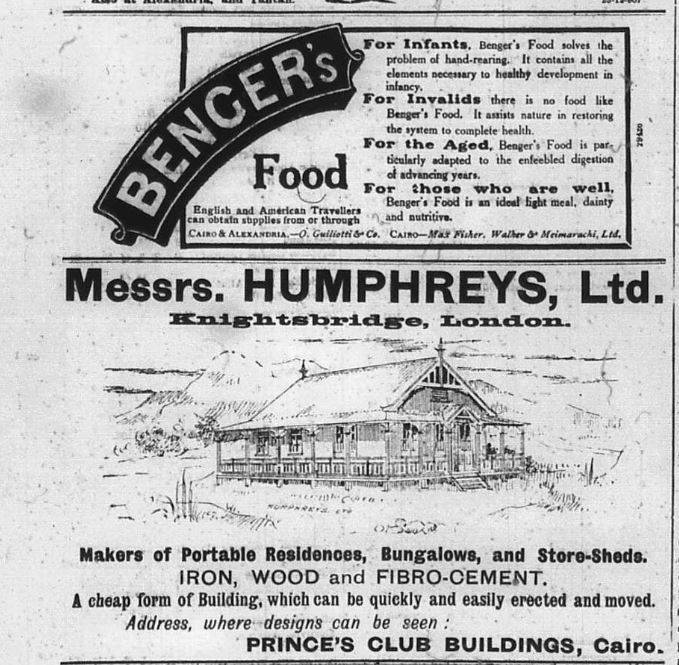 Also at Alexandria, and Tantah.
BENGER'S
Food
For Infants, Benger's Food solves the
problem of hand-rearing. It contains all the
elements necessary to healthy development in
infancy.
For Invalids there is no food like
Benger's Food. It assists nature in restoring
the system to complete health.
For the Aged, Benger's Food is par-
ticularly adapted to the enfeebled digestion
of advancing years.
For those who are well,
Benger's Food is an ideal light meal, dainty
and nutritive.
English and American Travellers
can obtain supplies from or through
CAIRO & ALEXANDRIA.—O. Guiliotti & Co. CAIRO—Max Fisher. Walker & Meimarachi, Ltd.
29420
Messrs. HUMPHREYS, Ltd.
Knightsbridge, London.
HUMPHREYS LTD
Makers of Portable Residences, Bungalows, and Store-Sheds.
IRON, WOOD and FIBRO-CEMENT.
A cheap form of Building, which can be quickly and easily erected and moved.
Address, where designs can be seen :
PRINCE'S CLUB BUILDINGS, Cairo.